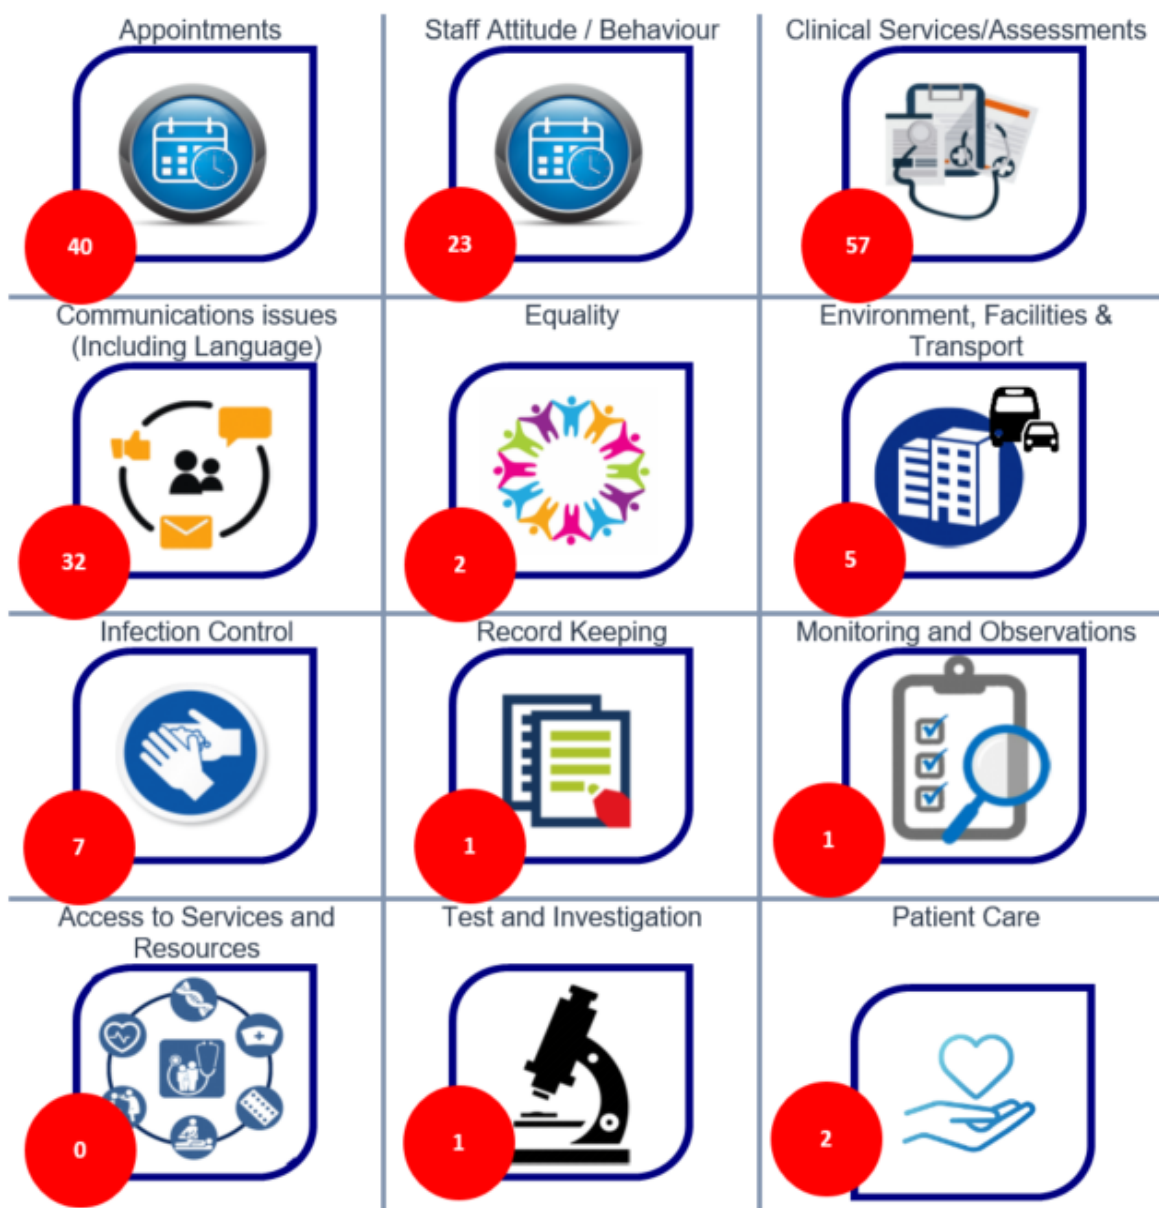 Appointments
40
Staff Attitude / Behaviour
23
Clinical Services/Assessments
57
Communications issues
(Including Language)
32
Equality
2
Environment, Facilities &
Transport
5
Infection Control
7
Record Keeping
1
Monitoring and Observations
1
Access to Services and
Resources
0
Test and Investigation
1
Patient Care
2